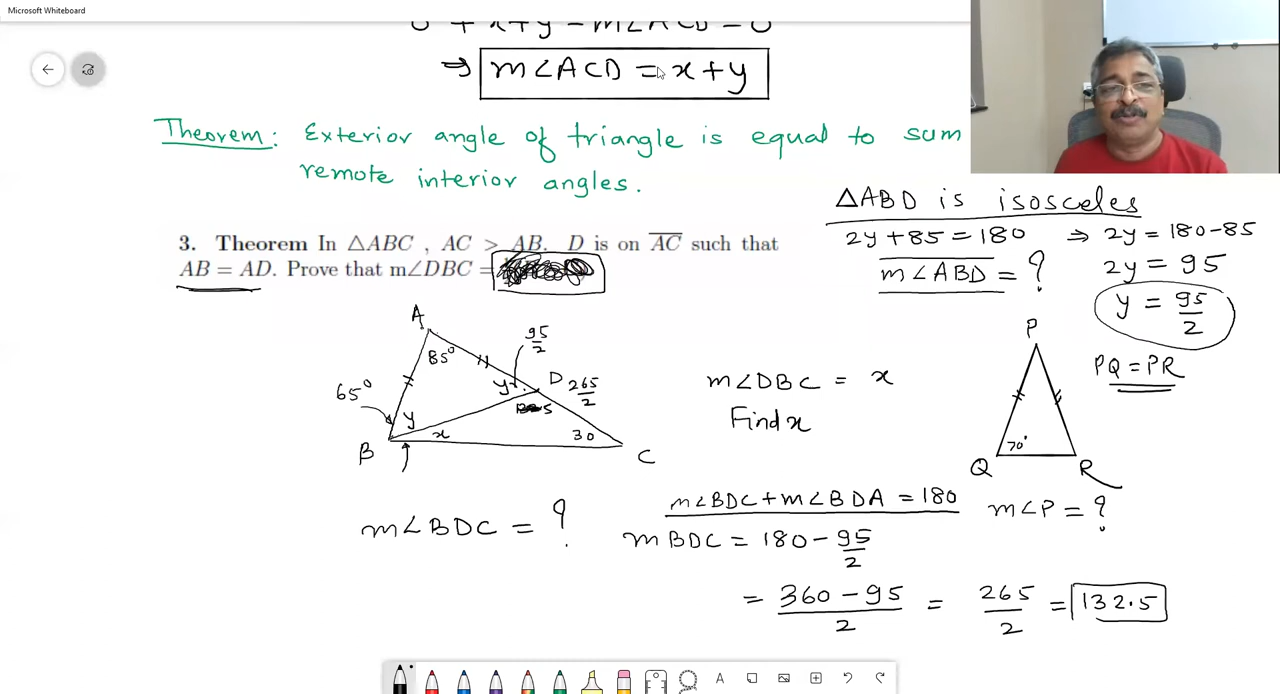 Microsoft Whiteboard
⇒ m∠ACD = x + y
Theorem: Exterior angle of triangle is equal to sum
remote interior angles.
△ABD is isosceles
2y + 85 = 180 ⇒ 2y = 180 - 85
m∠ABD = ?
2y = 95
y = 95/2
3. Theorem In △ABC , AC > AB. D is on AC such that
AB = AD. Prove that m∠DBC =
A
85°
95/2
65°
y
y
D
265/2
x
30
B
C
m∠DBC = x
Find x
P
PQ = PR
70°
Q
R
m∠P = ?
m∠BDC = ?
m∠BDC + m∠BDA = 180
mBDC = 180 - 95/2
= 360 - 95/2 = 265/2 = 132.5
A